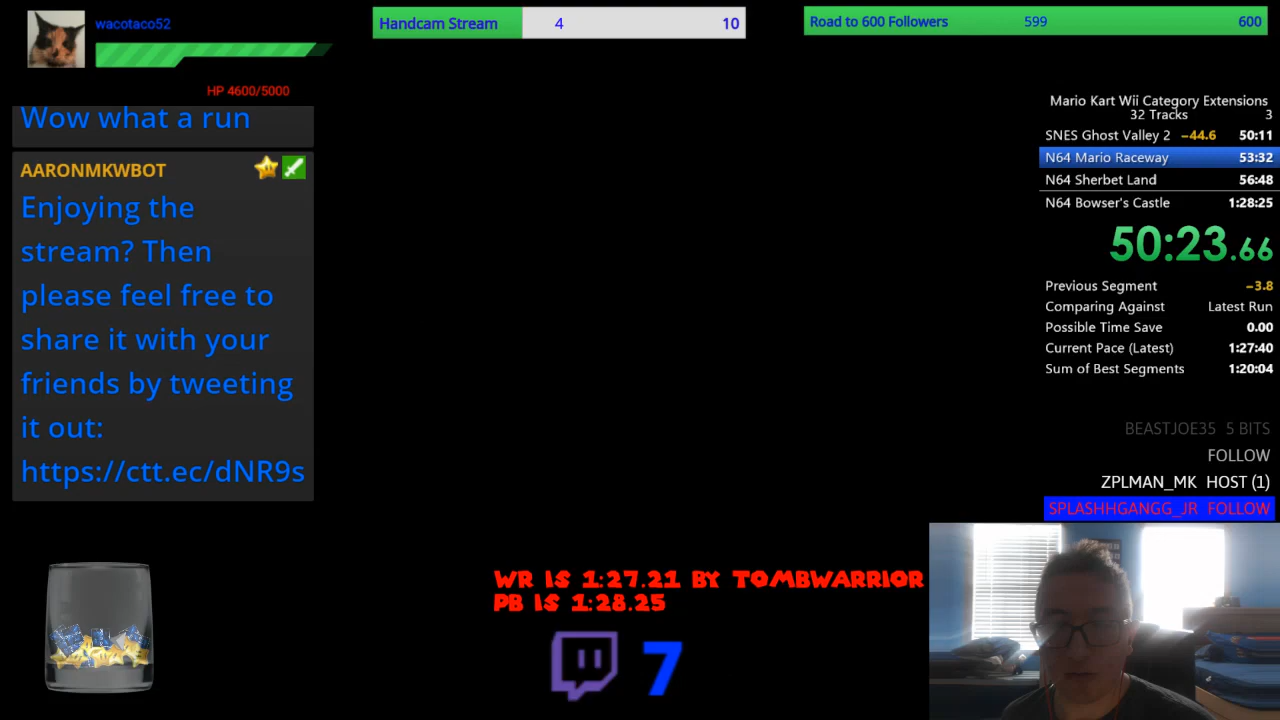 wacotaco52
HP 4600/5000
Handcam Stream 4 10
Road to 600 Followers 599 600
Wow what a run
AARONMKWBOT
Enjoying the
stream? Then
please feel free to
share it with your
friends by tweeting
it out:
https://ctt.ec/dNR9s
Mario Kart Wii Category Extensions
32 Tracks 3
SNES Ghost Valley 2 −44.6 50:11
N64 Mario Raceway 53:32
N64 Sherbet Land 56:48
N64 Bowser's Castle 1:28:25
50:23.66
Previous Segment −3.8
Comparing Against Latest Run
Possible Time Save 0.00
Current Pace (Latest) 1:27:40
Sum of Best Segments 1:20:04
BEASTJOE35 5 BITS
FOLLOW
ZPLMAN_MK HOST (1)
SPLASHHGANGG_JR FOLLOW
WR IS 1:27.21 BY TOMBWARRIOR
PB IS 1:28.25
7